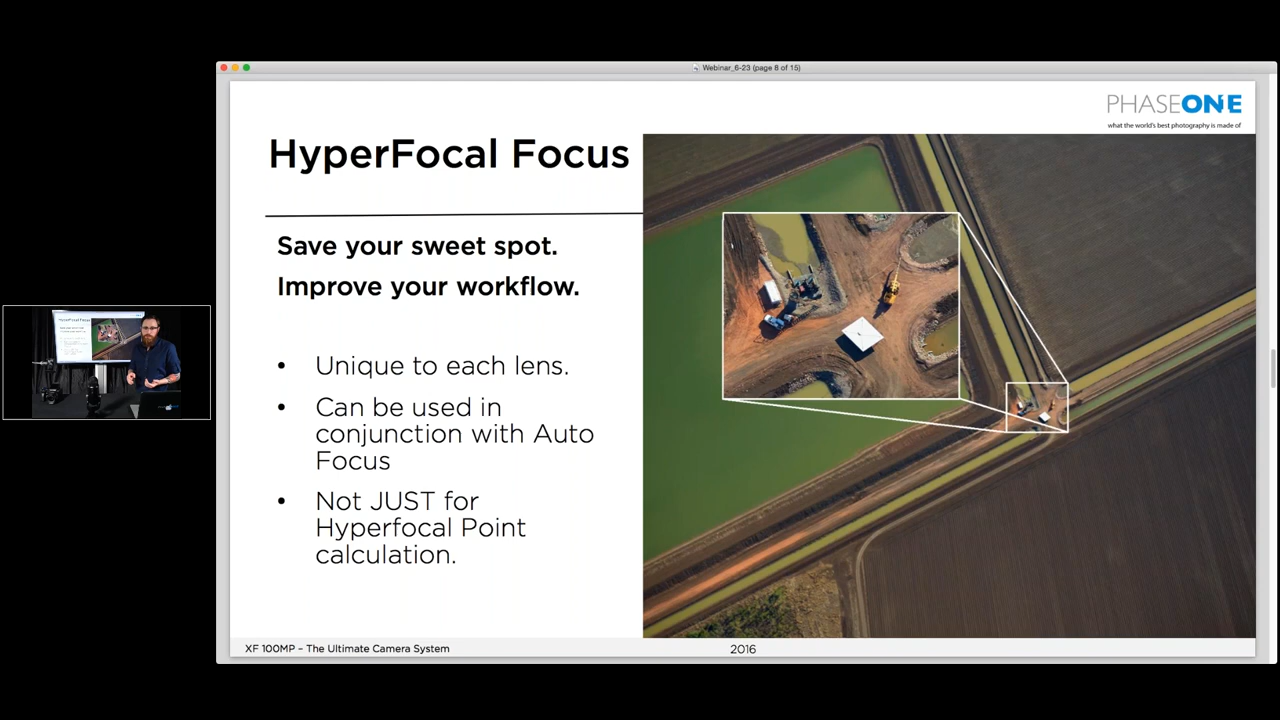 Webinar_6-23 (page 8 of 15)
PHASEONE
what the world's best photography is made of
HyperFocal Focus
Save your sweet spot.
Improve your workflow.
• Unique to each lens.
• Can be used in
conjunction with Auto
Focus
• Not JUST for
Hyperfocal Point
calculation.
XF 100MP – The Ultimate Camera System
2016
HyperFocal Focus